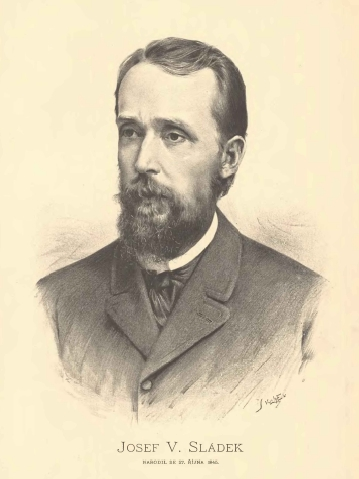 JOSEF V. SLÁDEK
NARODIL SE 27. ŘÍJNA 1845.